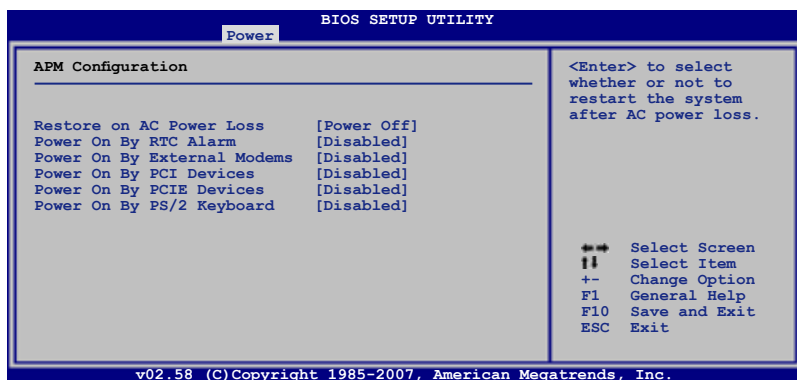 BIOS SETUP UTILITY
Power
APM Configuration
Restore on AC Power Loss [Power Off]
Power On By RTC Alarm [Disabled]
Power On By External Modems [Disabled]
Power On By PCI Devices [Disabled]
Power On By PCIE Devices [Disabled]
Power On By PS/2 Keyboard [Disabled]
<Enter> to select
whether or not to
restart the system
after AC power loss.
Select Screen
Select Item
+- Change Option
F1 General Help
F10 Save and Exit
ESC Exit
v02.58 (C)Copyright 1985-2007, American Megatrends, Inc.